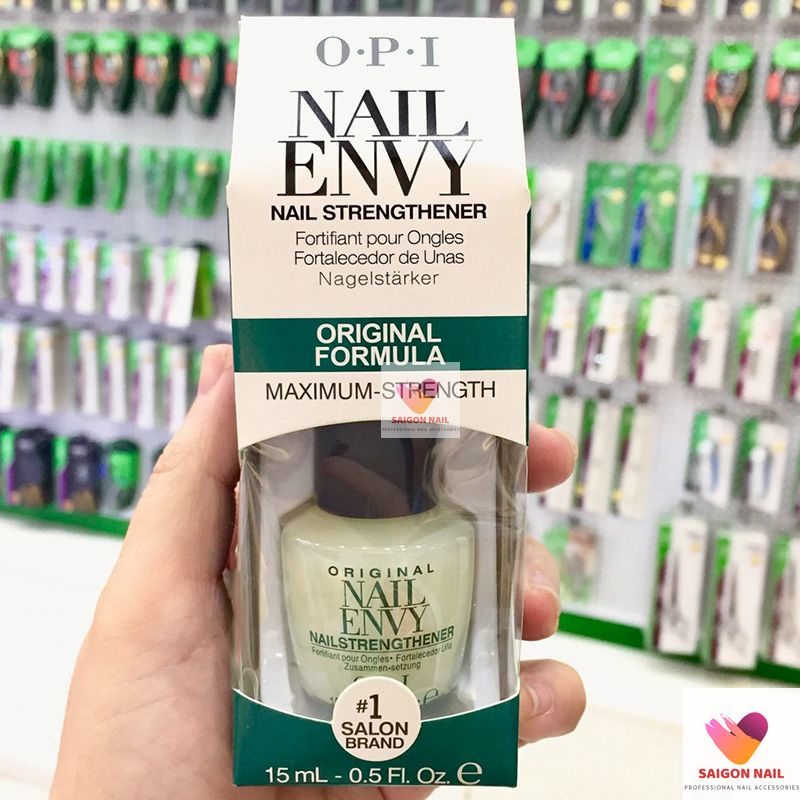 O·P·I
NAIL
ENVY
NAIL STRENGTHENER
Fortifiant pour Ongles
Fortalecedor de Unas
Nagelstärker
ORIGINAL
FORMULA
MAXIMUM-STRENGTH
SAIGON NAIL
PROFESSIONAL NAIL ACCESSORIES
ORIGINAL
NAIL
ENVY
NAILSTRENGTHENER
Fortifiant pour Ongles• Fortalecedor Uña
Zusammen-setzung
O·P·I
#1
SALON
BRAND
15 mL - 0.5 Fl. Oz. ℮
SAIGON NAIL
PROFESSIONAL NAIL ACCESSORIES